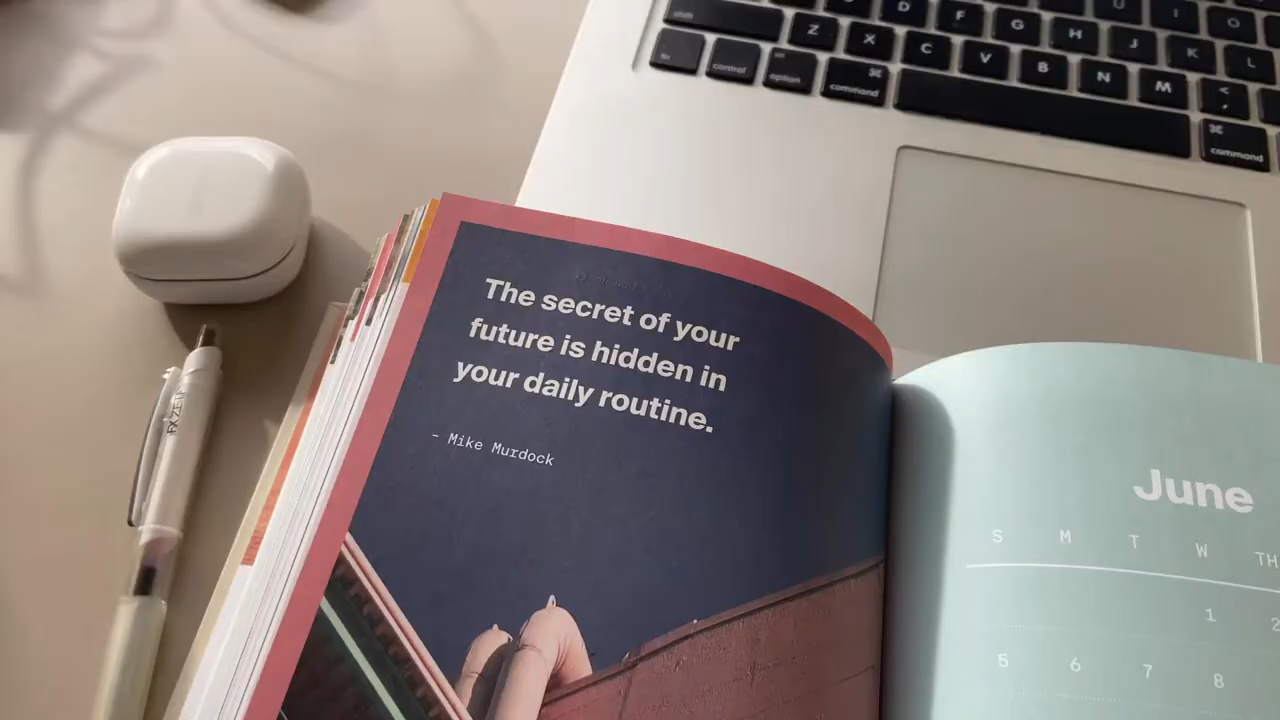 shift Z X D C F V G B H N J M U K I < , O L
fn control option ⌘ command ⌘ command
The secret of your
future is hidden in
your daily routine.
- Mike Murdock
June
S M T W TH
1 2
5 6 7 8